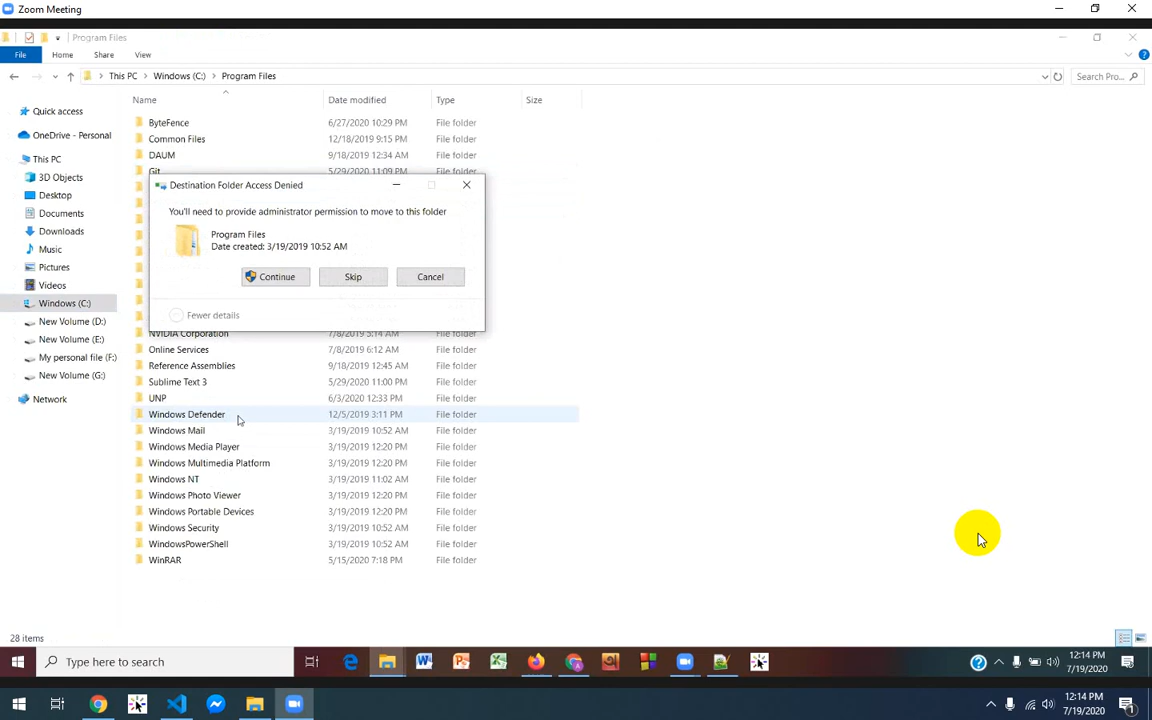 Zoom Meeting
Program Files
File Home Share View
This PC Windows (C:) Program Files
Search Pro...
Name Date modified Type Size
Quick access
OneDrive - Personal
This PC
3D Objects
Desktop
Documents
Downloads
Music
Pictures
Videos
Windows (C:)
New Volume (D:)
New Volume (E:)
My personal file (F:)
New Volume (G:)
Network
ByteFence 6/27/2020 10:29 PM File folder
Common Files 12/18/2019 9:15 PM File folder
DAUM 9/18/2019 12:34 AM File folder
Git 5/29/2020 11:09 PM File folder
Destination Folder Access Denied
You'll need to provide administrator permission to move to this folder
Program Files
Date created: 3/19/2019 10:52 AM
Continue Skip Cancel
Fewer details
NVIDIA Corporation 7/8/2019 5:14 AM File folder
Online Services 7/8/2019 6:12 AM File folder
Reference Assemblies 9/18/2019 12:45 AM File folder
Sublime Text 3 5/29/2020 11:00 PM File folder
UNP 6/3/2020 12:33 PM File folder
Windows Defender 12/5/2019 3:11 PM File folder
Windows Mail 3/19/2019 10:52 AM File folder
Windows Media Player 3/19/2019 12:20 PM File folder
Windows Multimedia Platform 3/19/2019 12:20 PM File folder
Windows NT 3/19/2019 11:02 AM File folder
Windows Photo Viewer 3/19/2019 12:20 PM File folder
Windows Portable Devices 3/19/2019 12:20 PM File folder
Windows Security 3/19/2019 10:52 AM File folder
WindowsPowerShell 3/19/2019 10:52 AM File folder
WinRAR 5/15/2020 7:18 PM File folder
28 items
Type here to search
12:14 PM
7/19/2020
12:14 PM
7/19/2020